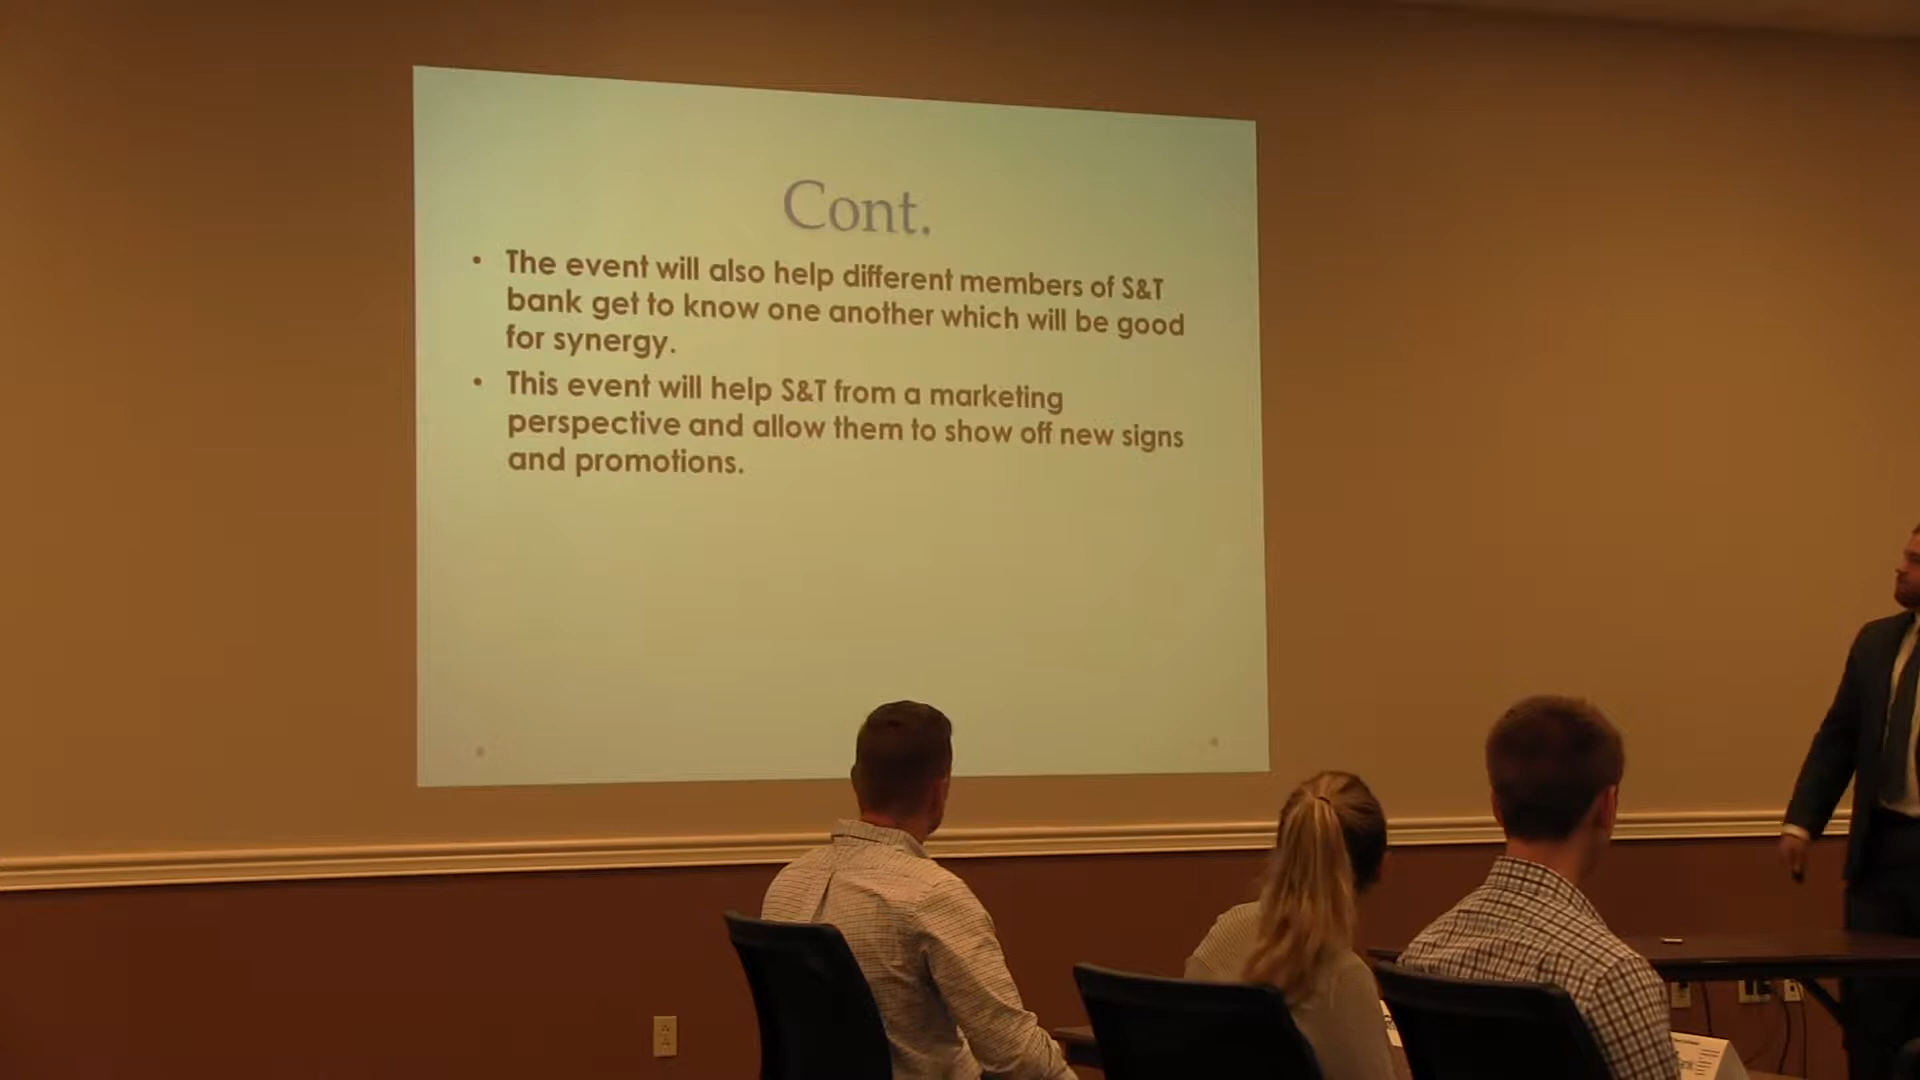 Cont.
• The event will also help different members of S&T
bank get to know one another which will be good
for synergy.
• This event will help S&T from a marketing
perspective and allow them to show off new signs
and promotions.